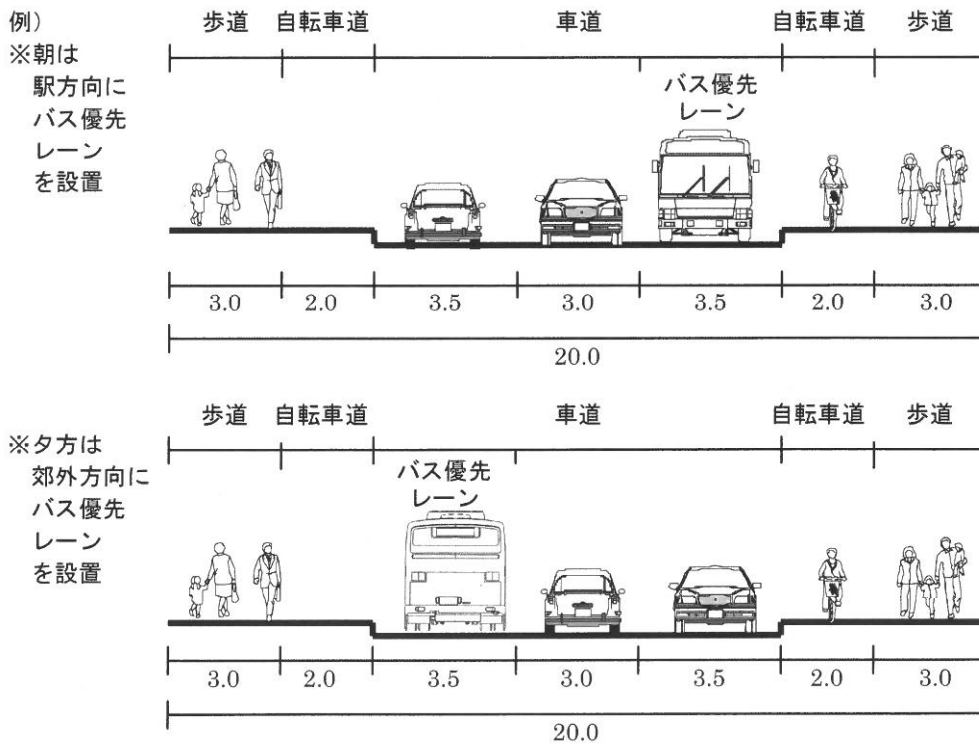 例)
※朝は
駅方向に
バス優先
レーン
を設置
歩道 自転車道 車道 自転車道 歩道
バス優先
レーン
3.0 2.0 3.5 3.0 3.5 2.0 3.0
20.0
※夕方は
郊外方向に
バス優先
レーン
を設置
歩道 自転車道 車道 自転車道 歩道
バス優先
レーン
3.0 2.0 3.5 3.0 3.5 2.0 3.0
20.0